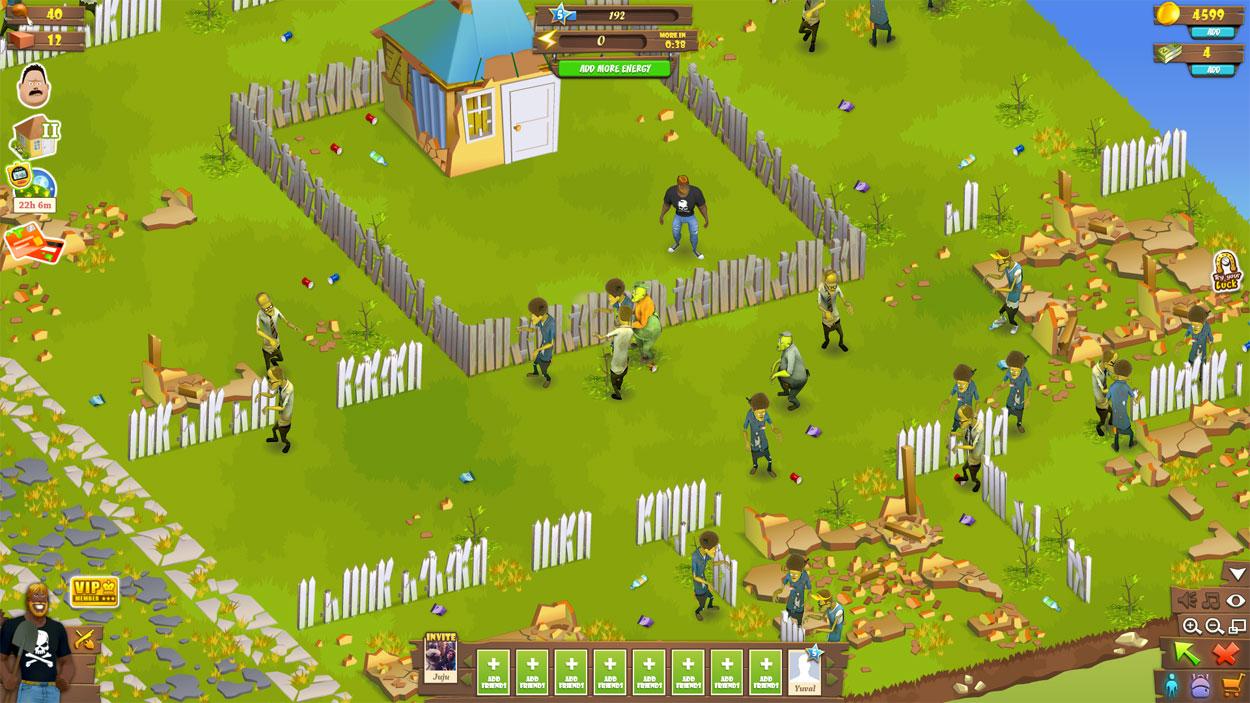 40
12
II
22h 6m
5
192
0
MORE IN
0:38
ADD MORE ENERGY
4599
ADD
4
ADD
Try your
Luck
VIP
MEMBER
INVITE
Juju
ADD
FRIENDS
ADD
FRIENDS
ADD
FRIENDS
ADD
FRIENDS
ADD
FRIENDS
ADD
FRIENDS
ADD
FRIENDS
ADD
FRIENDS
Yuval